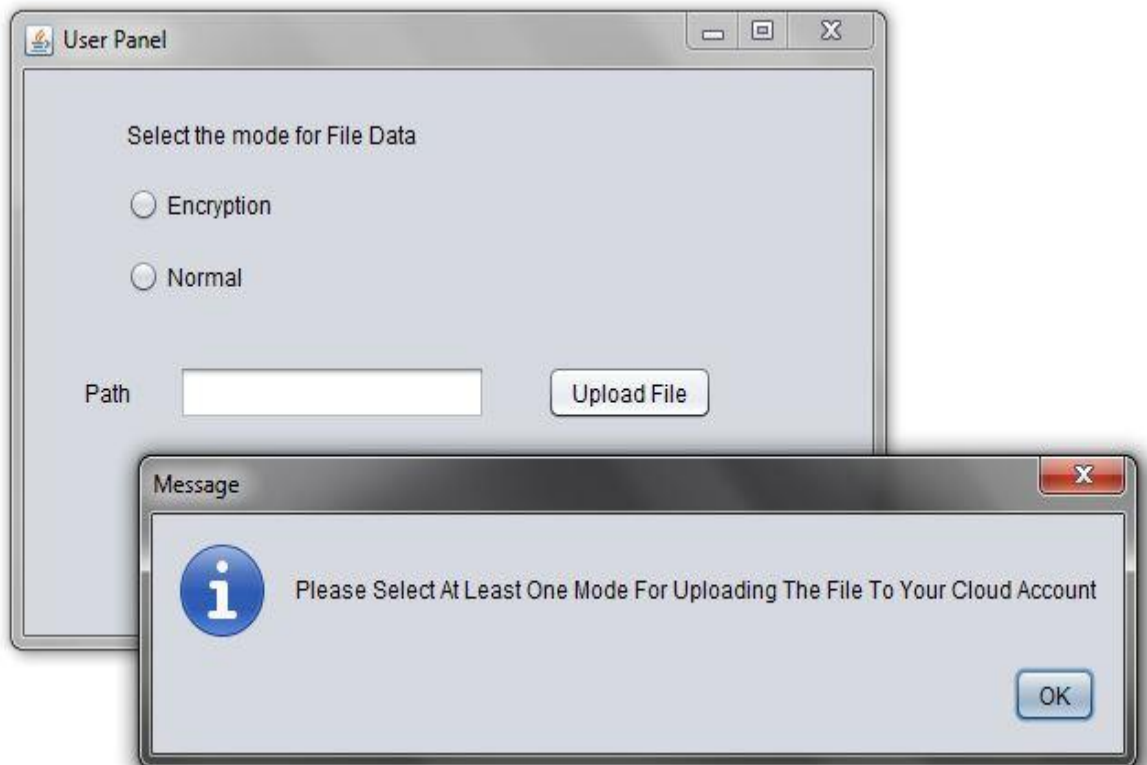 User Panel
Select the mode for File Data
Encryption
Normal
Path
Upload File
Message
Please Select At Least One Mode For Uploading The File To Your Cloud Account
OK